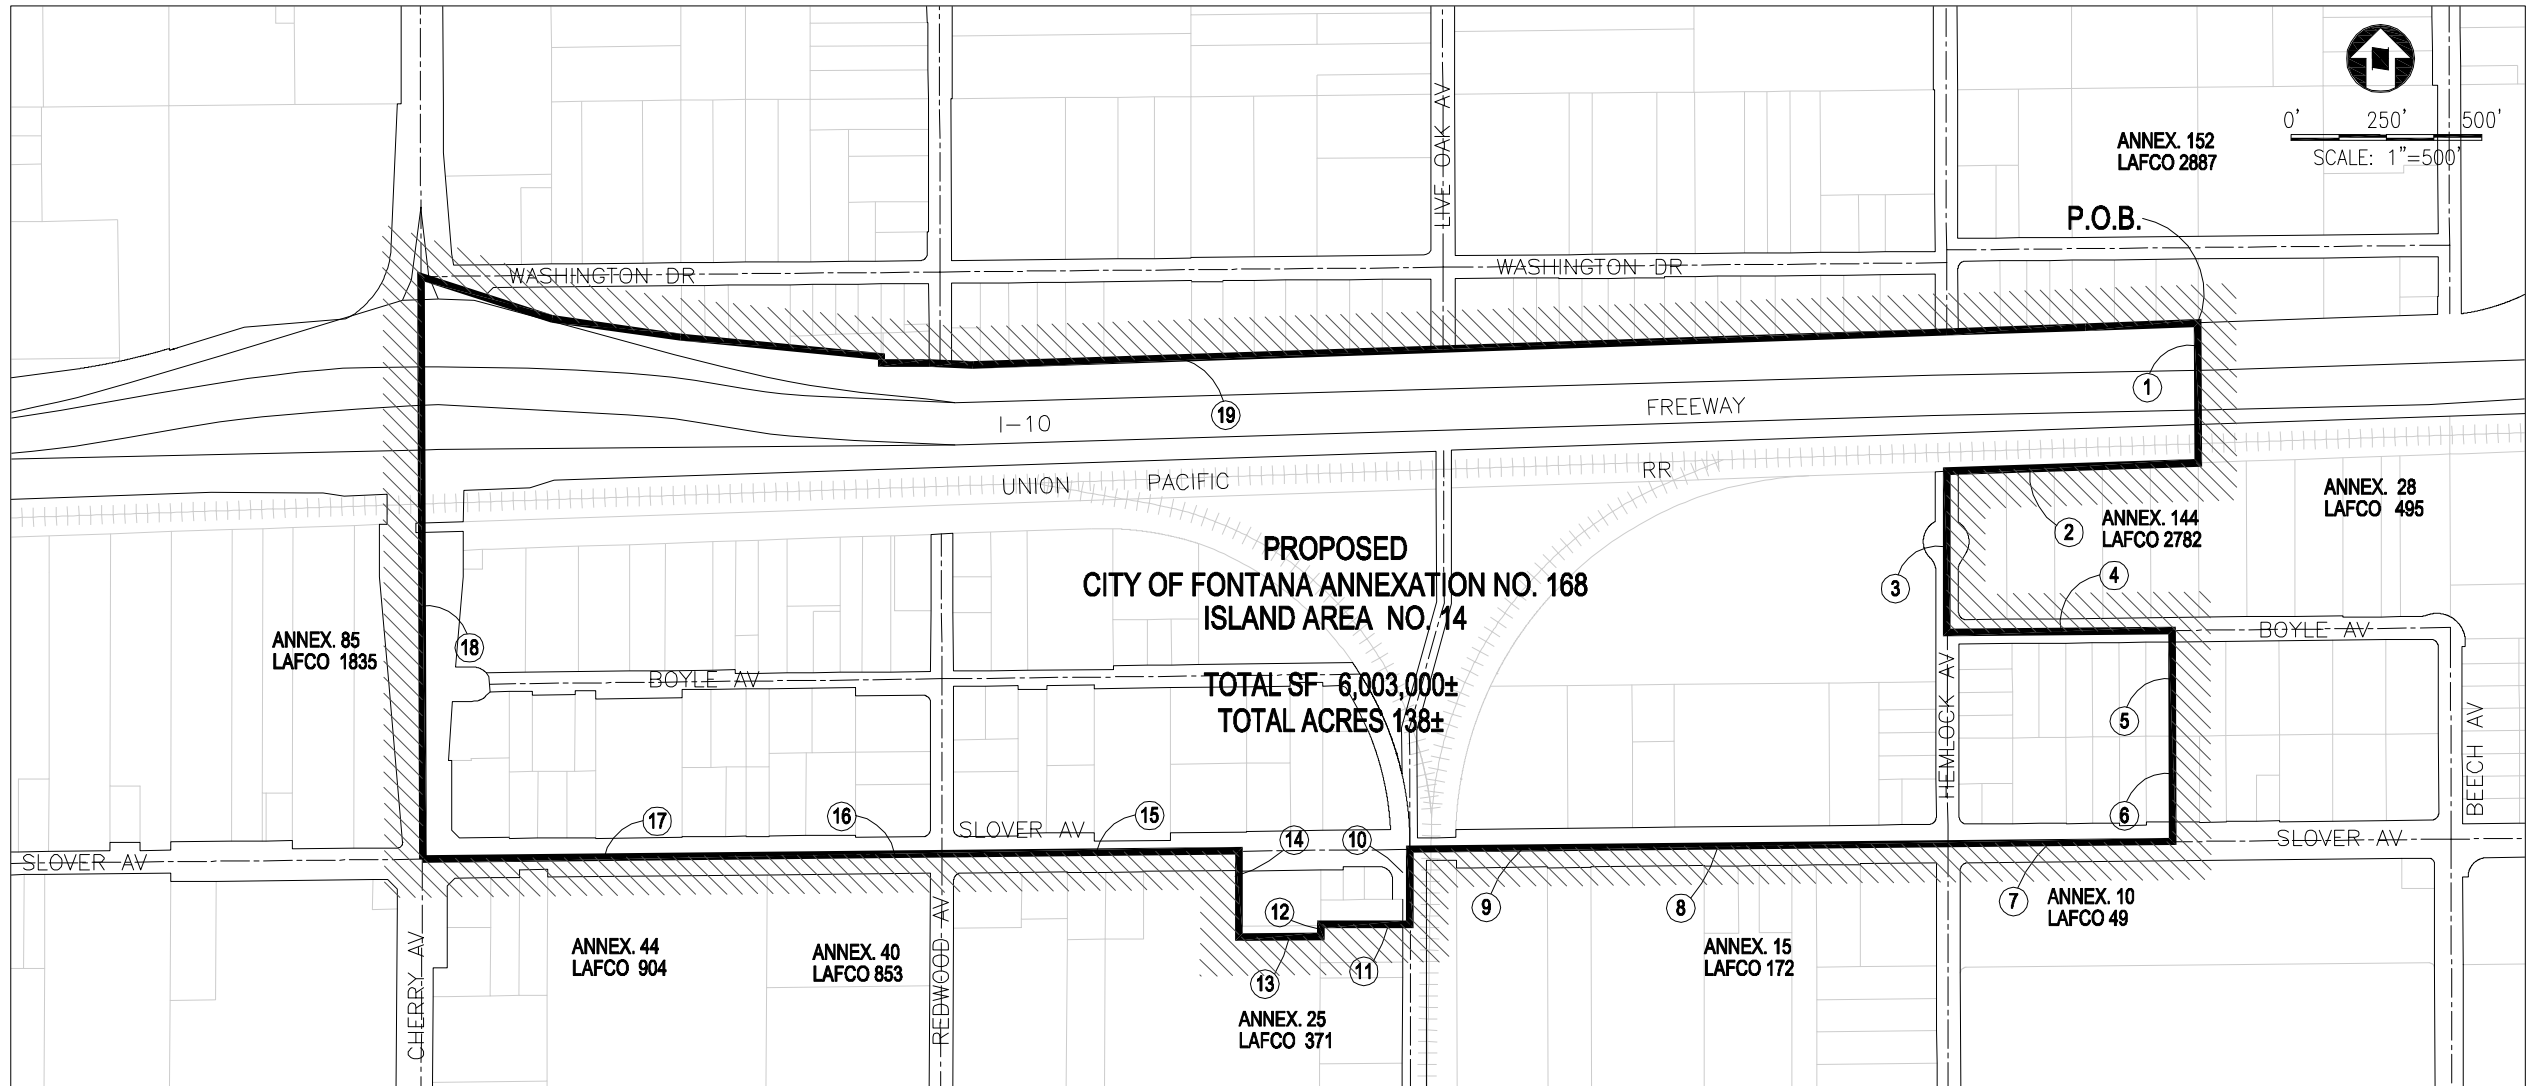 0' 250' 500'
SCALE: 1"=500'
ANNEX. 152
LAFCO 2887
P.O.B.
LIVE OAK AV
WASHINGTON DR
WASHINGTON DR
1
19
I-10
FREEWAY
UNION PACIFIC RR
ANNEX. 28
LAFCO 495
2
ANNEX. 144
LAFCO 2782
3
4
PROPOSED
CITY OF FONTANA ANNEXATION NO. 168
ISLAND AREA NO. 14
TOTAL SF 6,003,000±
TOTAL ACRES 138±
ANNEX. 85
LAFCO 1835
18
BOYLE AV
BOYLE AV
HEMLOCK AV
5
6
BEECH AV
17
16
15
SLOVER AV
14
10
SLOVER AV
SLOVER AV
12
9
8
7
ANNEX. 10
LAFCO 49
CHERRY AV
ANNEX. 44
LAFCO 904
ANNEX. 40
LAFCO 853
REDWOOD AV
13
11
ANNEX. 15
LAFCO 172
ANNEX. 25
LAFCO 371